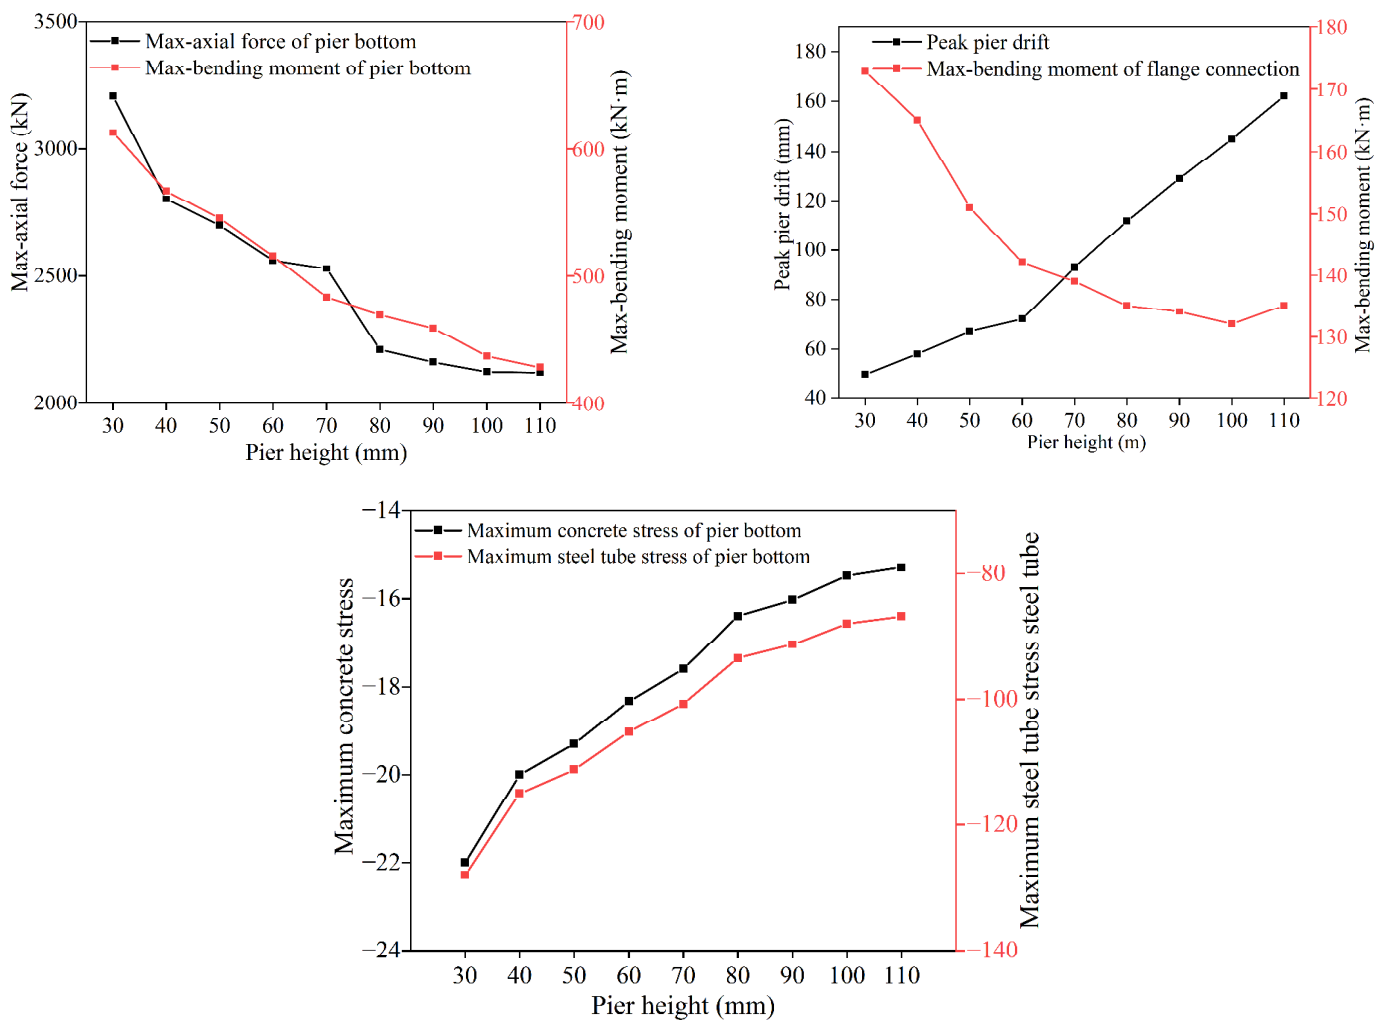 3500
3000
2500
2000
Max-axial force (kN)
Max-axial force of pier bottom
Max-bending moment of pier bottom
700
600
500
400
Max-bending moment (kN·m)
30 40 50 60 70 80 90 100 110
Pier height (mm)
180
160
140
120
100
80
60
40
Peak pier drift (mm)
Peak pier drift
Max-bending moment of flange connection
180
170
160
150
140
130
120
Max-bending moment (kN·m)
30 40 50 60 70 80 90 100 110
Pier height (m)
−14
−16
−18
−20
−22
−24
Maximum concrete stress
Maximum concrete stress of pier bottom
Maximum steel tube stress of pier bottom
−80
−100
−120
−140
Maximum steel tube stress steel tube
30 40 50 60 70 80 90 100 110
Pier height (mm)